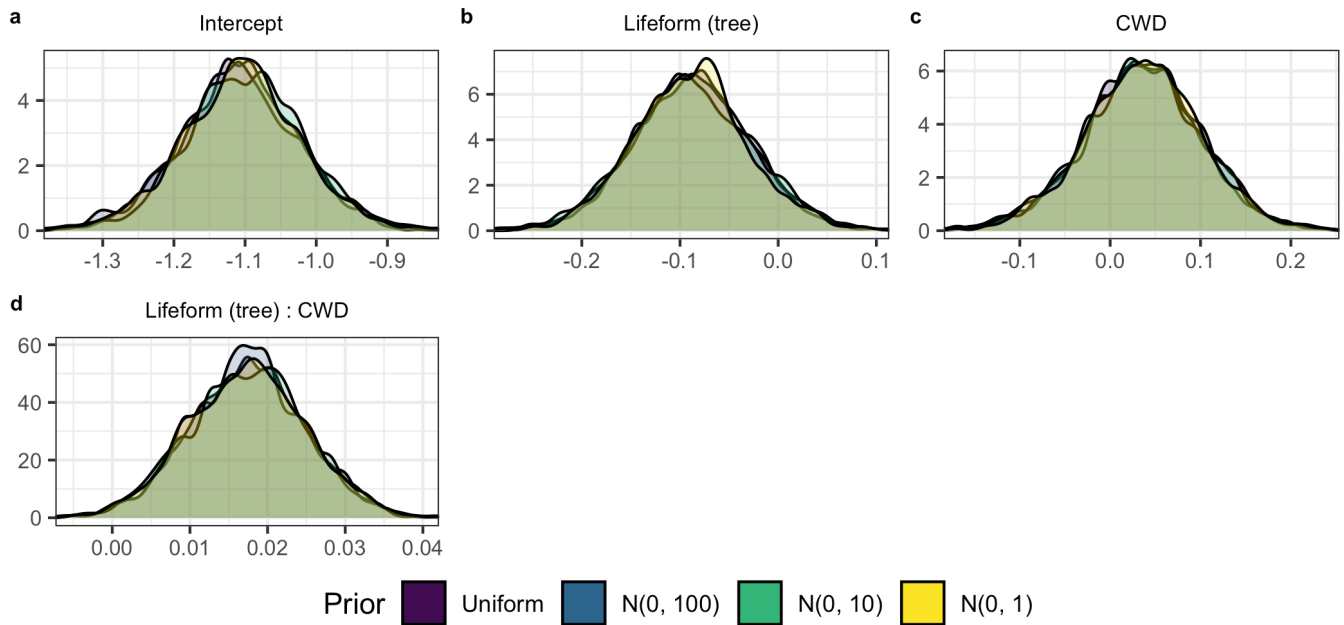 a Intercept
b Lifeform (tree)
c CWD
4
2
0
-1.3 -1.2 -1.1 -1.0 -0.9
6
4
2
0
-0.2 -0.1 0.0 0.1
6
4
2
0
-0.1 0.0 0.1 0.2
d Lifeform (tree) : CWD
60
40
20
0
0.00 0.01 0.02 0.03 0.04
Prior Uniform N(0, 100) N(0, 10) N(0, 1)